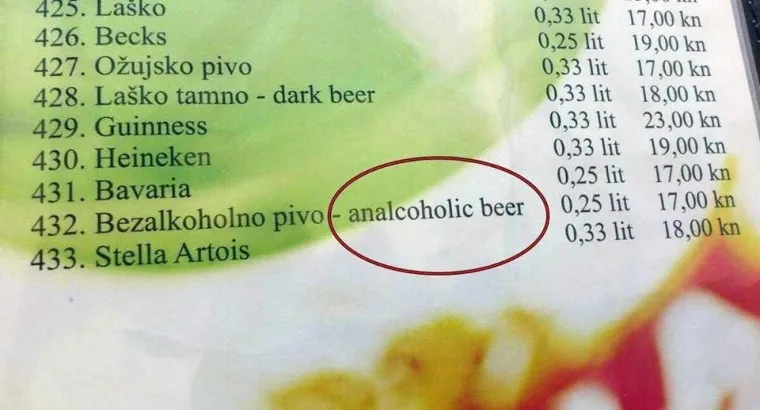 425. Laško 0,33 lit 17,00 kn
426. Becks 0,25 lit 19,00 kn
427. Ožujsko pivo 0,33 lit 17,00 kn
428. Laško tamno - dark beer 0,33 lit 18,00 kn
429. Guinness 0,33 lit 23,00 kn
430. Heineken 0,33 lit 19,00 kn
431. Bavaria 0,25 lit 17,00 kn
432. Bezalkoholno pivo - analcoholic beer 0,25 lit 17,00 kn
433. Stella Artois 0,33 lit 18,00 kn